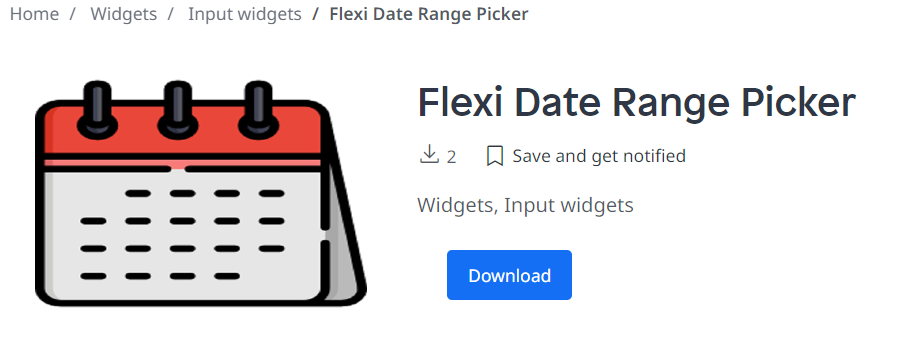 Home / Widgets / Input widgets / Flexi Date Range Picker
Flexi Date Range Picker
2 Save and get notified
Widgets, Input widgets
Download